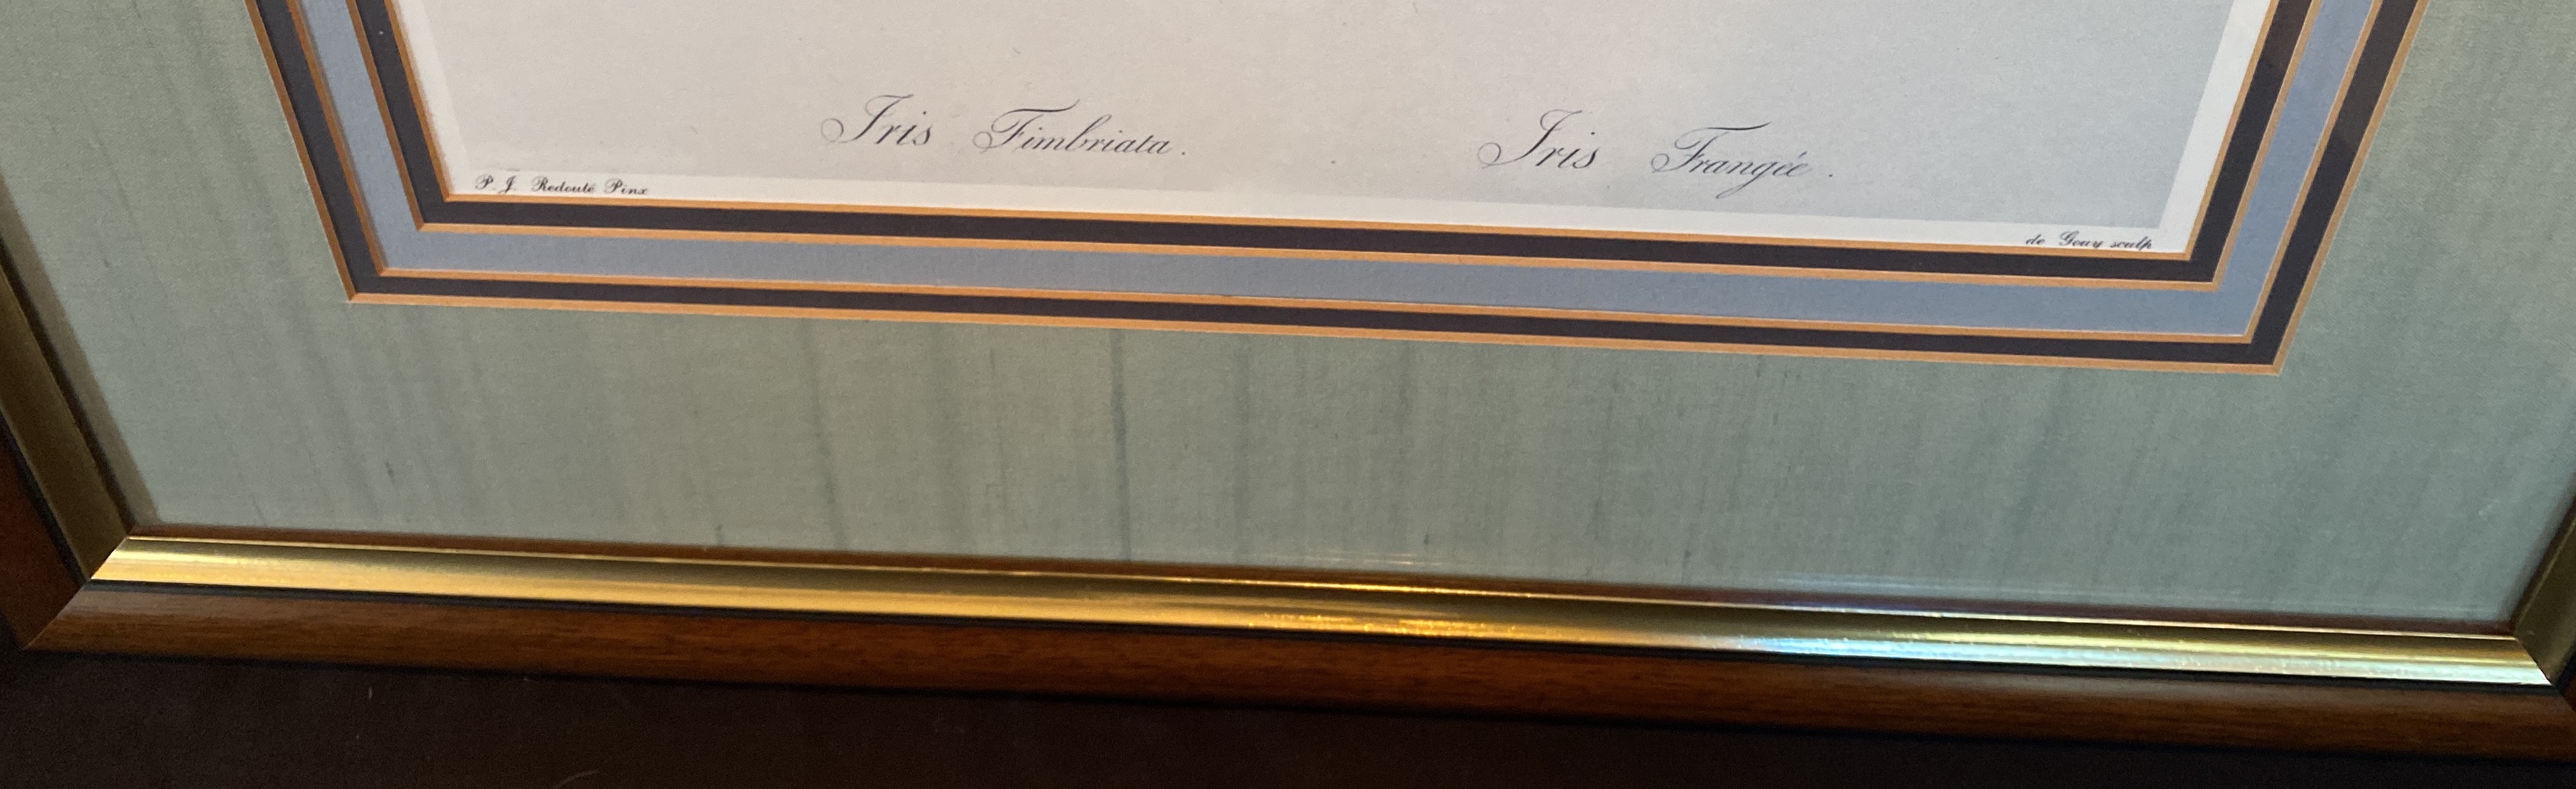 Iris Fimbriata.
Iris Frangée.
P. J. Redouté Pinx
de Gouy sculp